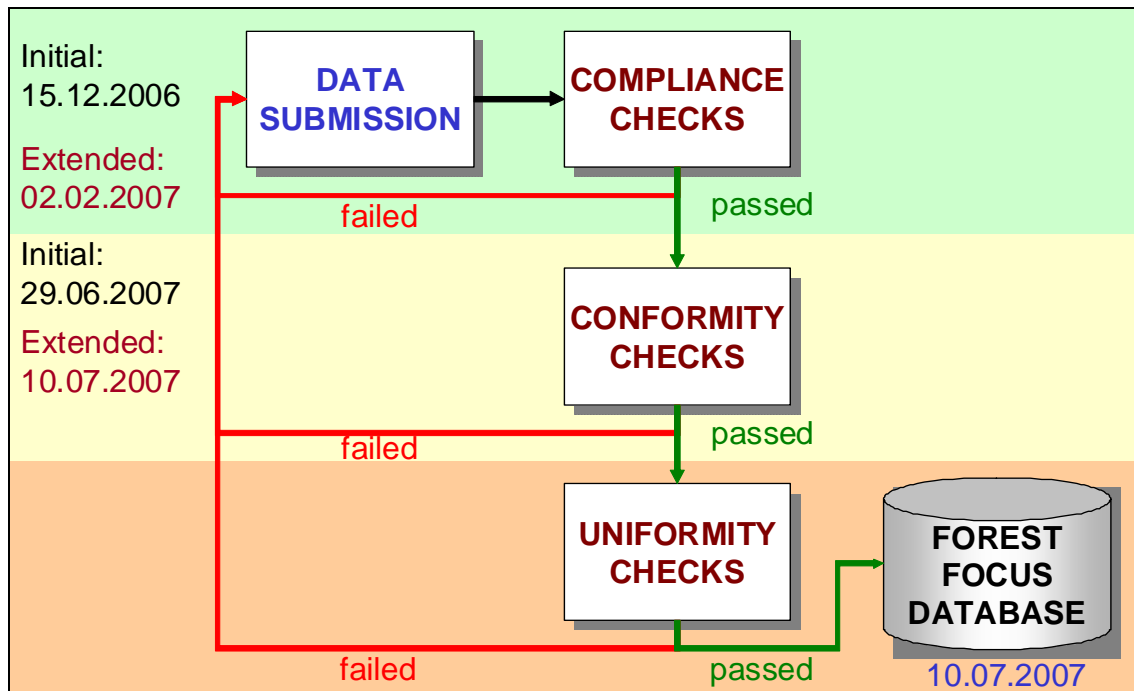 Initial:
15.12.2006
Extended:
02.02.2007
DATA
SUBMISSION
COMPLIANCE
CHECKS
failed
passed
Initial:
29.06.2007
Extended:
10.07.2007
CONFORMITY
CHECKS
failed
passed
UNIFORMITY
CHECKS
FOREST
FOCUS
DATABASE
failed
passed
10.07.2007